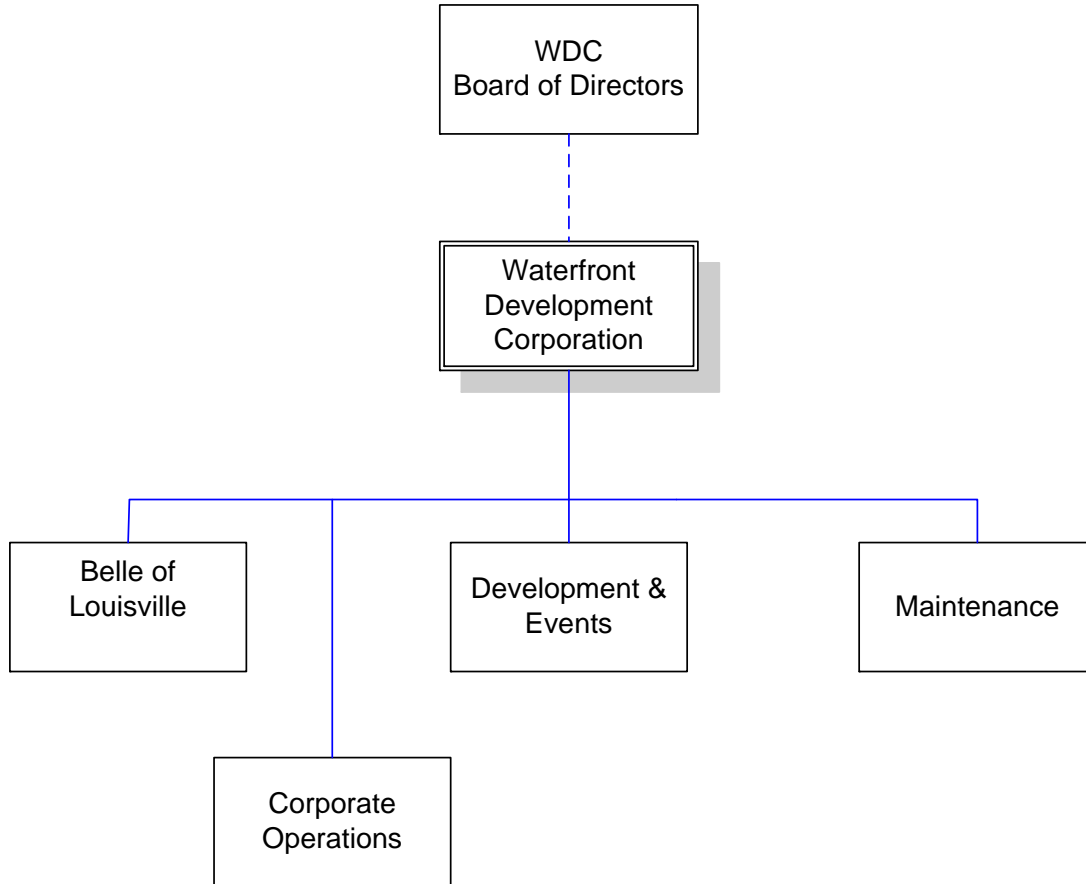 WDC
Board of Directors
Waterfront
Development
Corporation
Belle of
Louisville
Development &
Events
Maintenance
Corporate
Operations